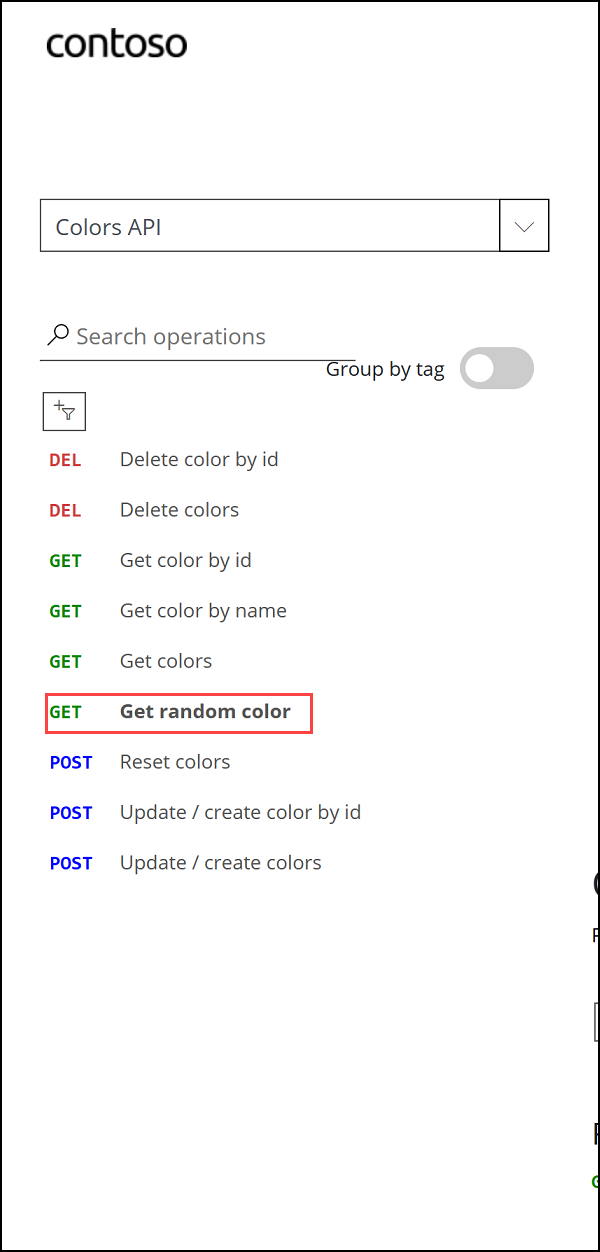 contoso
Colors API
Search operations
Group by tag
DEL Delete color by id
DEL Delete colors
GET Get color by id
GET Get color by name
GET Get colors
GET Get random color
POST Reset colors
POST Update / create color by id
POST Update / create colors